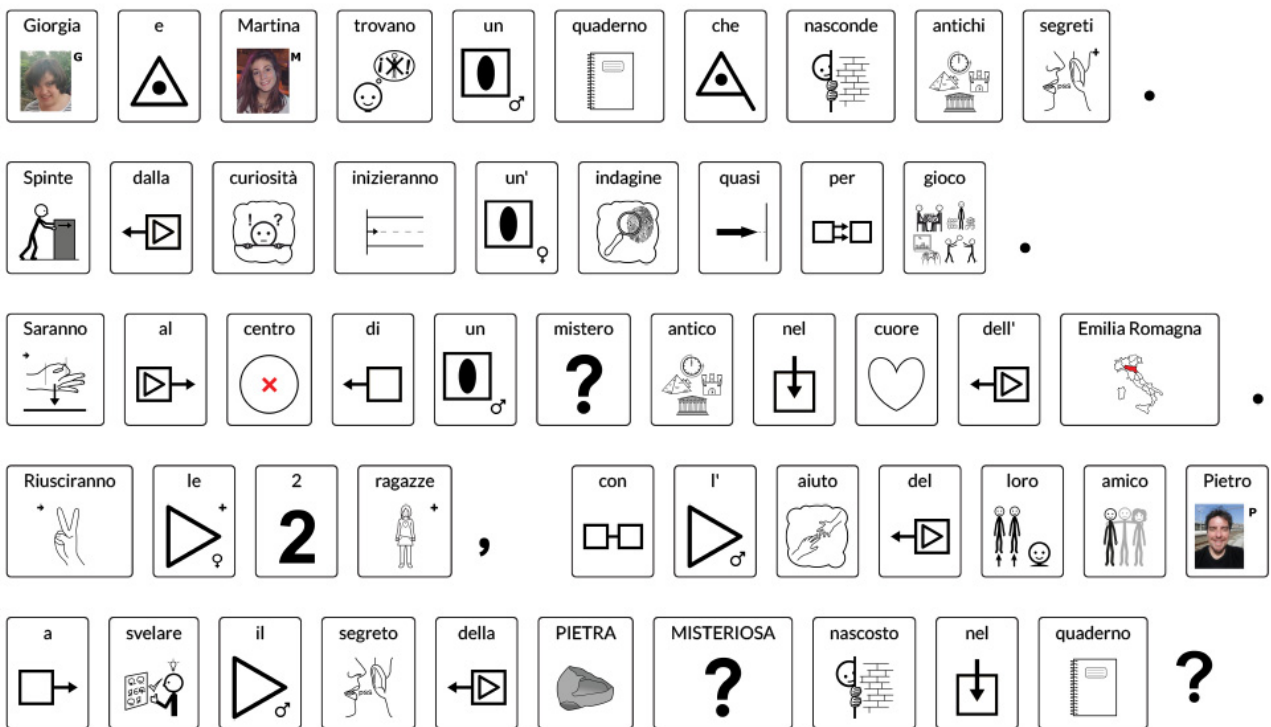 Giorgia e Martina trovano un quaderno che nasconde antichi segreti .
Spinte dalla curiosità inizieranno un' indagine quasi per gioco .
Saranno al centro di un mistero antico nel cuore dell' Emilia Romagna .
Riusciranno le 2 ragazze , con l' aiuto del loro amico Pietro
a svelare il segreto della PIETRA MISTERIOSA nascosto nel quaderno ?